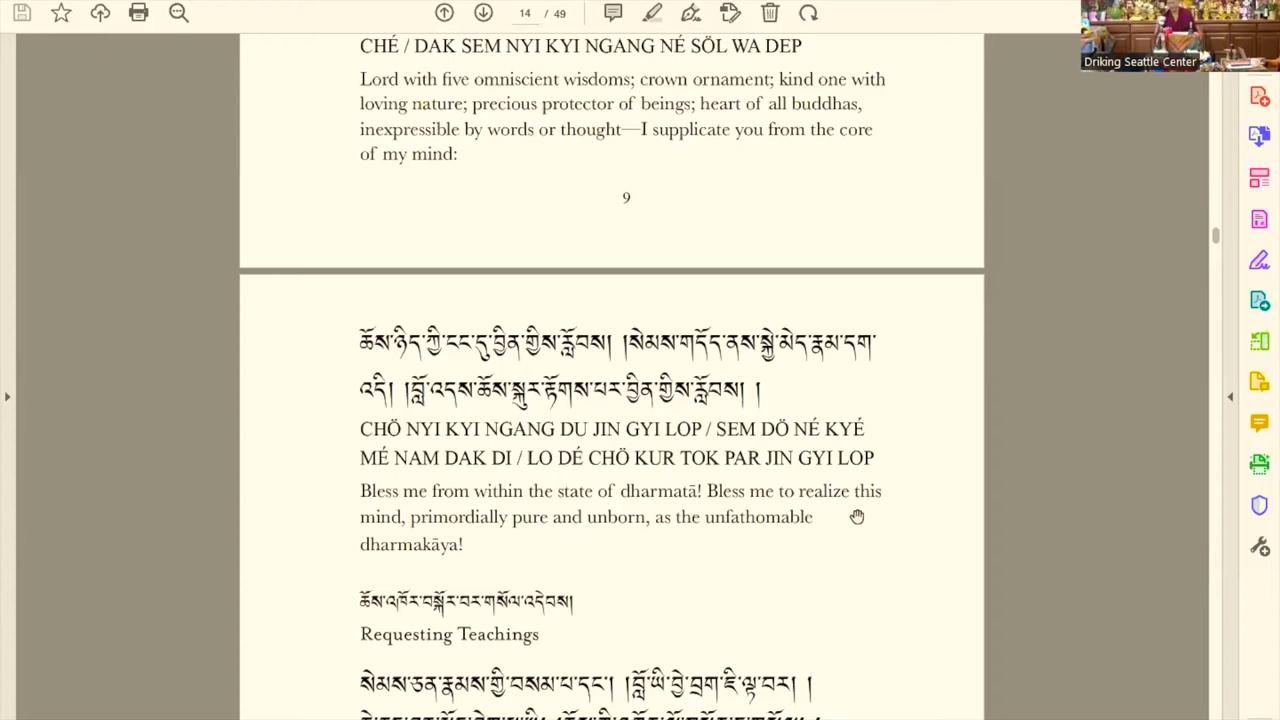 14 / 49
Driking Seattle Center
CHÉ / DAK SEM NYI KYI NGANG NÉ SÖL WA DEP
Lord with five omniscient wisdoms; crown ornament; kind one with
loving nature; precious protector of beings; heart of all buddhas,
inexpressible by words or thought—I supplicate you from the core
of my mind:
9
ཆོས་ཉིད་ཀྱི་ངང་དུ་བྱིན་གྱིས་རློབས། །སེམས་གདོད་ནས་སྐྱེ་མེད་རྣམ་དག་
འདི། །བློ་འདས་ཆོས་སྐུར་རྟོགས་པར་བྱིན་གྱིས་རློབས། །
CHÖ NYI KYI NGANG DU JIN GYI LOP / SEM DÖ NÉ KYÉ
MÉ NAM DAK DI / LO DÉ CHÖ KUR TOK PAR JIN GYI LOP
Bless me from within the state of dharmatā! Bless me to realize this
mind, primordially pure and unborn, as the unfathomable
dharmakāya!
ཆོས་འཁོར་བསྐོར་བར་གསོལ་འདེབས།
Requesting Teachings
སེམས་ཅན་རྣམས་ཀྱི་བསམ་པ་དང་། །བློ་ཡི་བྱེ་བྲག་ཇི་ལྟ་བར། །